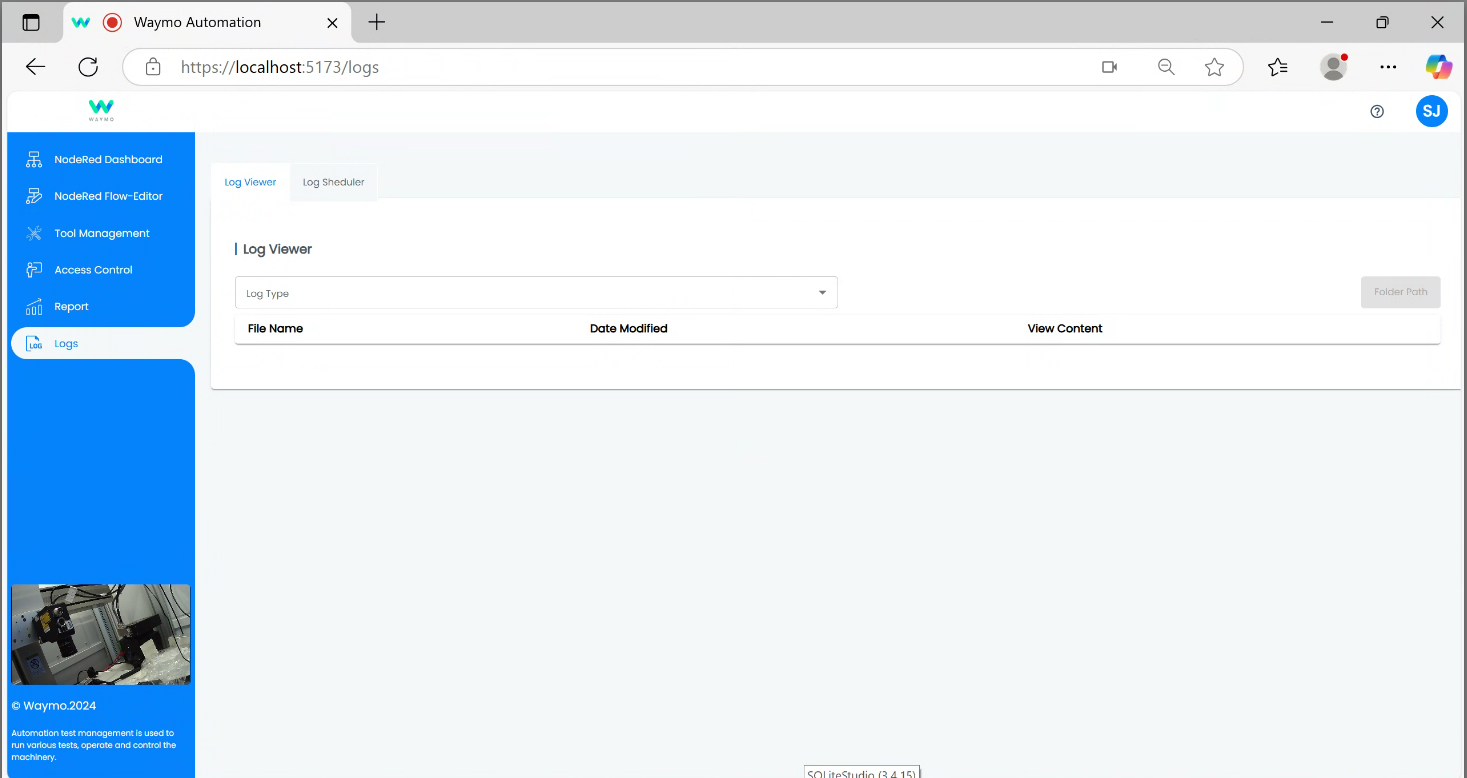 Waymo Automation
https://localhost:5173/logs
WAYMO
SJ
NodeRed Dashboard
NodeRed Flow-Editor
Tool Management
Access Control
Report
LOG
Logs
Log Viewer
Log Sheduler
Log Viewer
Log Type
Folder Path
File Name
Date Modified
View Content
© Waymo.2024
Automation test management is used to
run various tests, operate and control the
machinery.
SQLiteStudio (3.4.15)